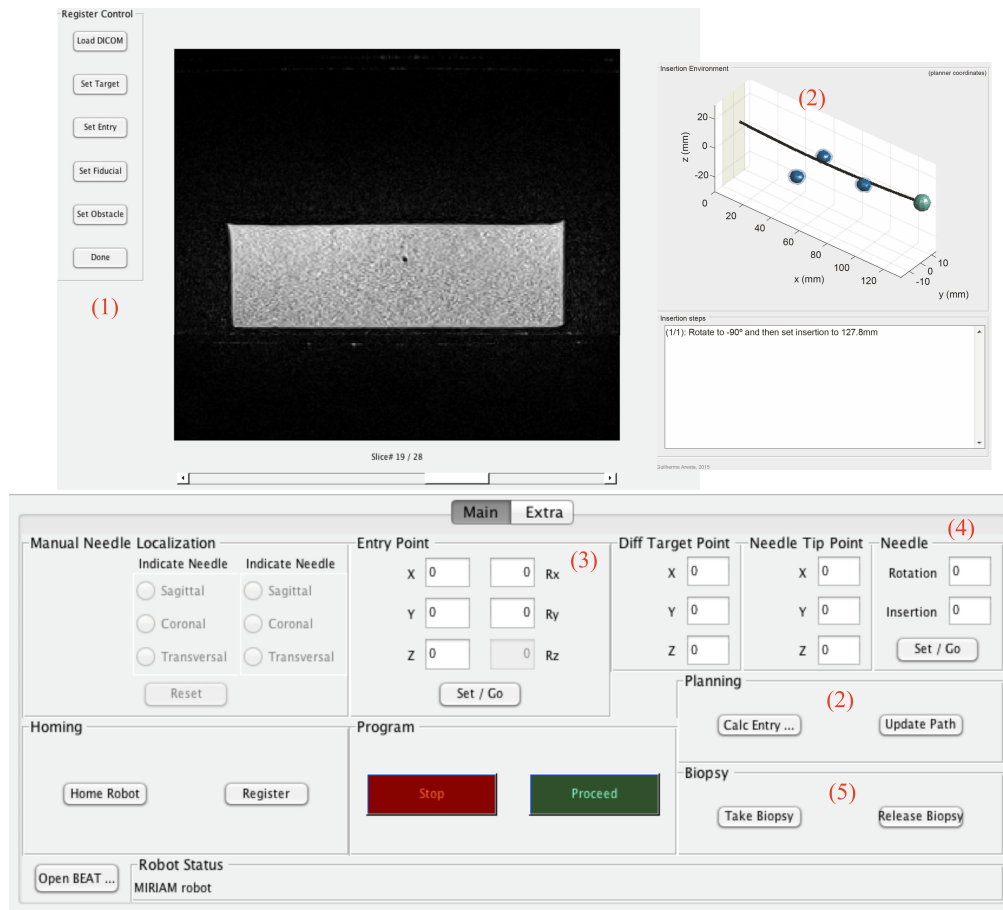 Register Control
Load DICOM
Set Target
Set Entry
Set Fiducial
Set Obstacle
Done
(1)
Slice# 19 / 28
Insertion Environment
(planner coordinates)
(2)
20
0
-20
z (mm)
0
20
40
60
80
100
120
x (mm)
10
0
-10
y (mm)
Insertion steps
(1/1): Rotate to -90º and then set insertion to 127.8mm
Main Extra
Manual Needle Localization
Indicate Needle Indicate Needle
Sagittal Sagittal
Coronal Coronal
Transversal Transversal
Reset
Entry Point
(3)
X 0 0 Rx
Y 0 0 Ry
Z 0 0 Rz
Set / Go
Diff Target Point
X 0
Y 0
Z 0
Needle Tip Point
X 0
Y 0
Z 0
(4)
Needle
Rotation 0
Insertion 0
Set / Go
Planning
(2)
Calc Entry ... Update Path
Homing
Home Robot Register
Program
Stop Proceed
Biopsy
(5)
Take Biopsy Release Biopsy
Open BEAT ...
Robot Status
MIRIAM robot